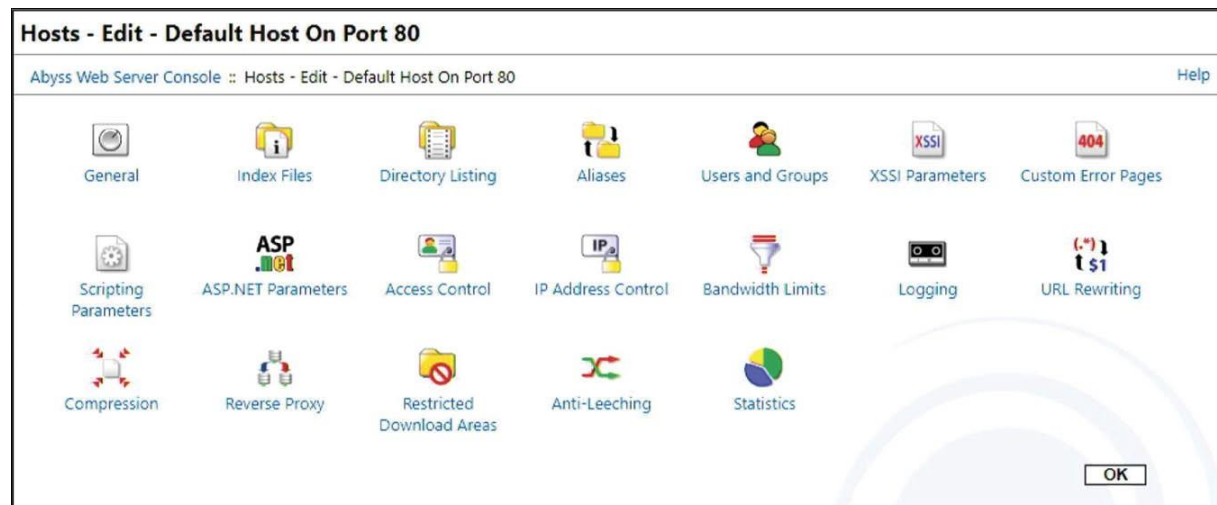 Hosts - Edit - Default Host On Port 80
Abyss Web Server Console :: Hosts - Edit - Default Host On Port 80 Help
i XSSI 404
General Index Files Directory Listing Aliases Users and Groups XSSI Parameters Custom Error Pages
ASP .net IP (.*) $1
Scripting Parameters ASP.NET Parameters Access Control IP Address Control Bandwidth Limits Logging URL Rewriting
Compression Reverse Proxy Restricted Download Areas Anti-Leeching Statistics
OK